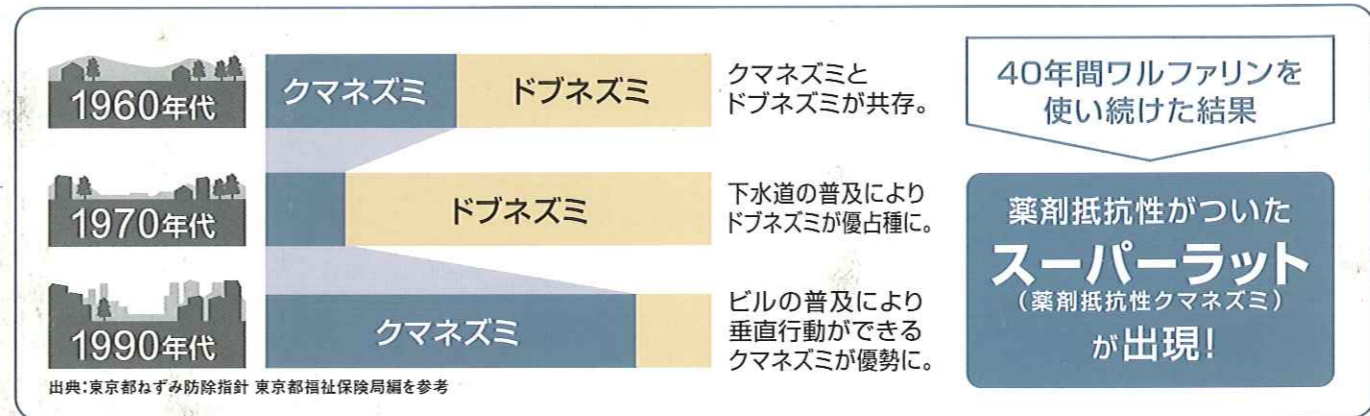 1960年代
クマネズミ
ドブネズミ
クマネズミと
ドブネズミが共存。
1970年代
ドブネズミ
下水道の普及により
ドブネズミが優占種に。
1990年代
クマネズミ
ビルの普及により
垂直行動ができる
クマネズミが優勢に。
出典:東京都ねずみ防除指針 東京都福祉保険局編を参考
40年間ワルファリンを
使い続けた結果
薬剤抵抗性がついた
スーパーラット
(薬剤抵抗性クマネズミ)
が出現!